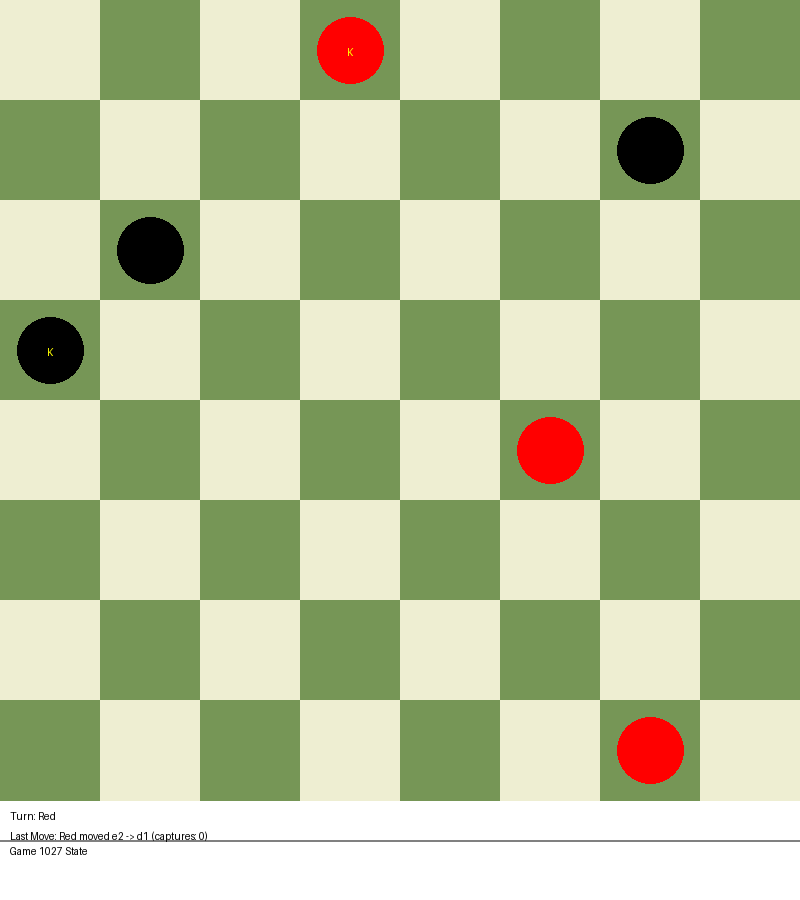 K
K
Turn: Red
Last Move: Red moved e2 -> d1 (captures: 0)
Game 1027 State